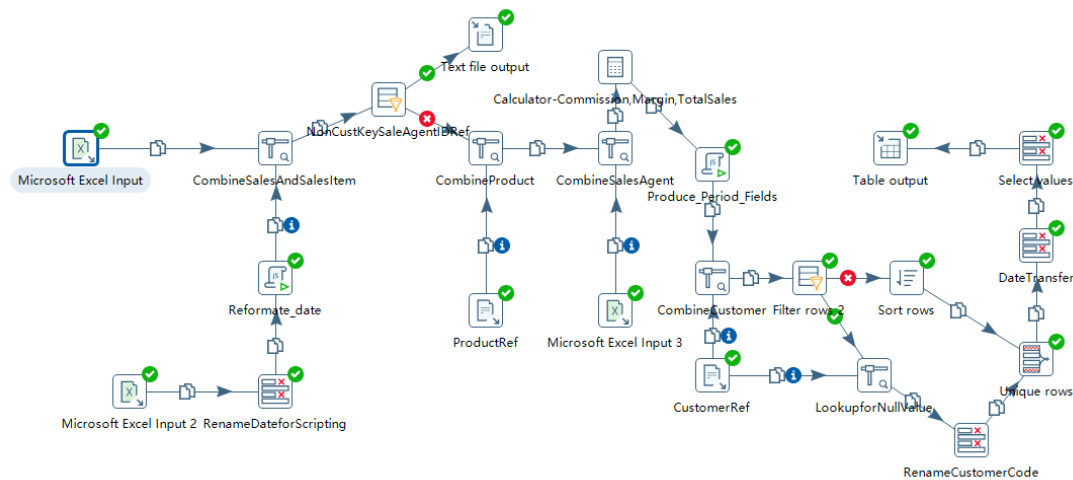 Text file output
Calculator-Commission,Margin,TotalSales
NonCustKeySaleAgentIDRef
Microsoft Excel Input
CombineSalesAndSalesItem
CombineProduct
CombineSalesAgent
Produce_Period_Fields
Table output
Select values
Reformate_date
DateTransfer
CombineCustomer
Filter rows 2
Sort rows
ProductRef
Microsoft Excel Input 3
Unique rows
CustomerRef
LookupforNullValue
Microsoft Excel Input 2
RenameDateforScripting
RenameCustomerCode